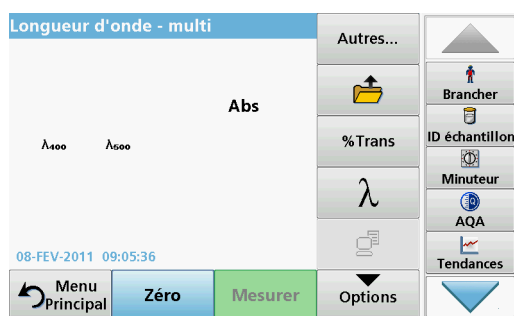 Longueur d'onde - multi
Abs
λ400 λ500
08-FEV-2011 09:05:36
Menu
Principal
Zéro
Mesurer
Autres...
%Trans
λ
Options
Brancher
ID échantillon
Minuteur
AQA
Tendances